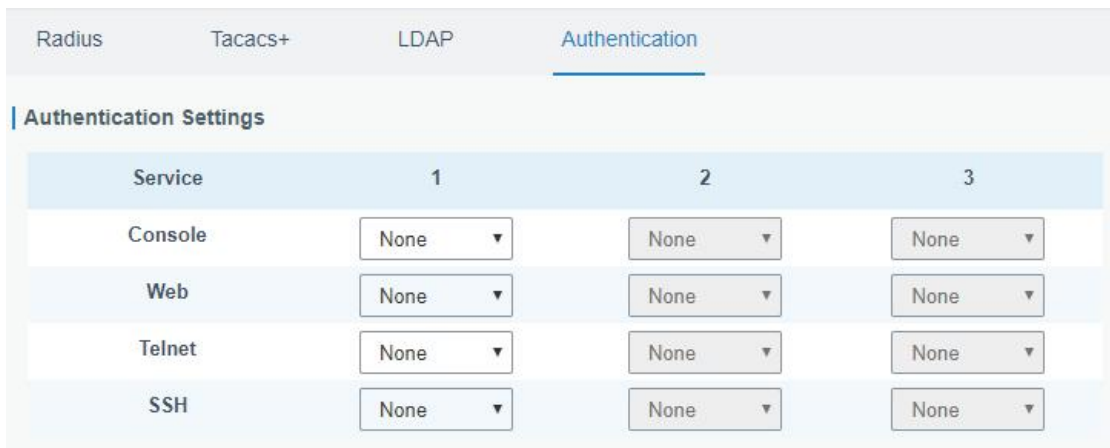 Radius Tacacs+ LDAP Authentication
Authentication Settings
Service 1 2 3
Console None None None
Web None None None
Telnet None None None
SSH None None None